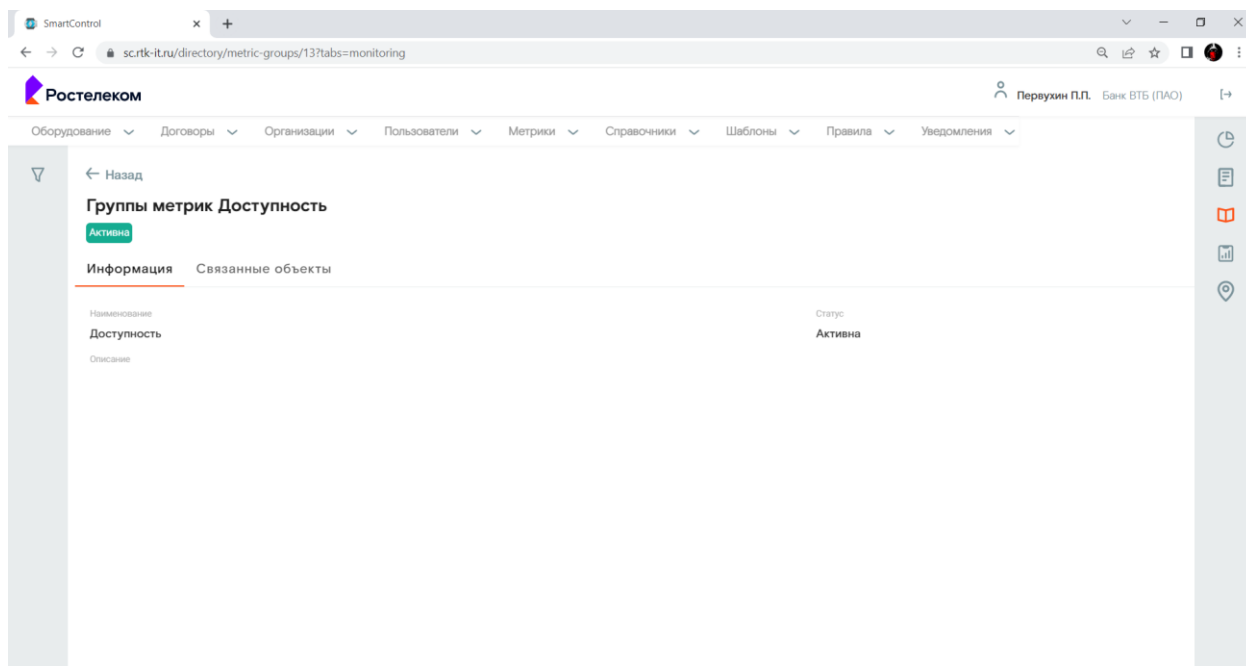 SmartControl
sc.rtk-it.ru/directory/metric-groups/13?tabs=monitoring
Ростелеком
Первухин П.П. Банк ВТБ (ПАО)
Оборудование Договоры Организации Пользователи Метрики Справочники Шаблоны Правила Уведомления
Назад
Группы метрик Доступность
Активна
Информация Связанные объекты
Наименование Статус
Доступность Активна
Описание